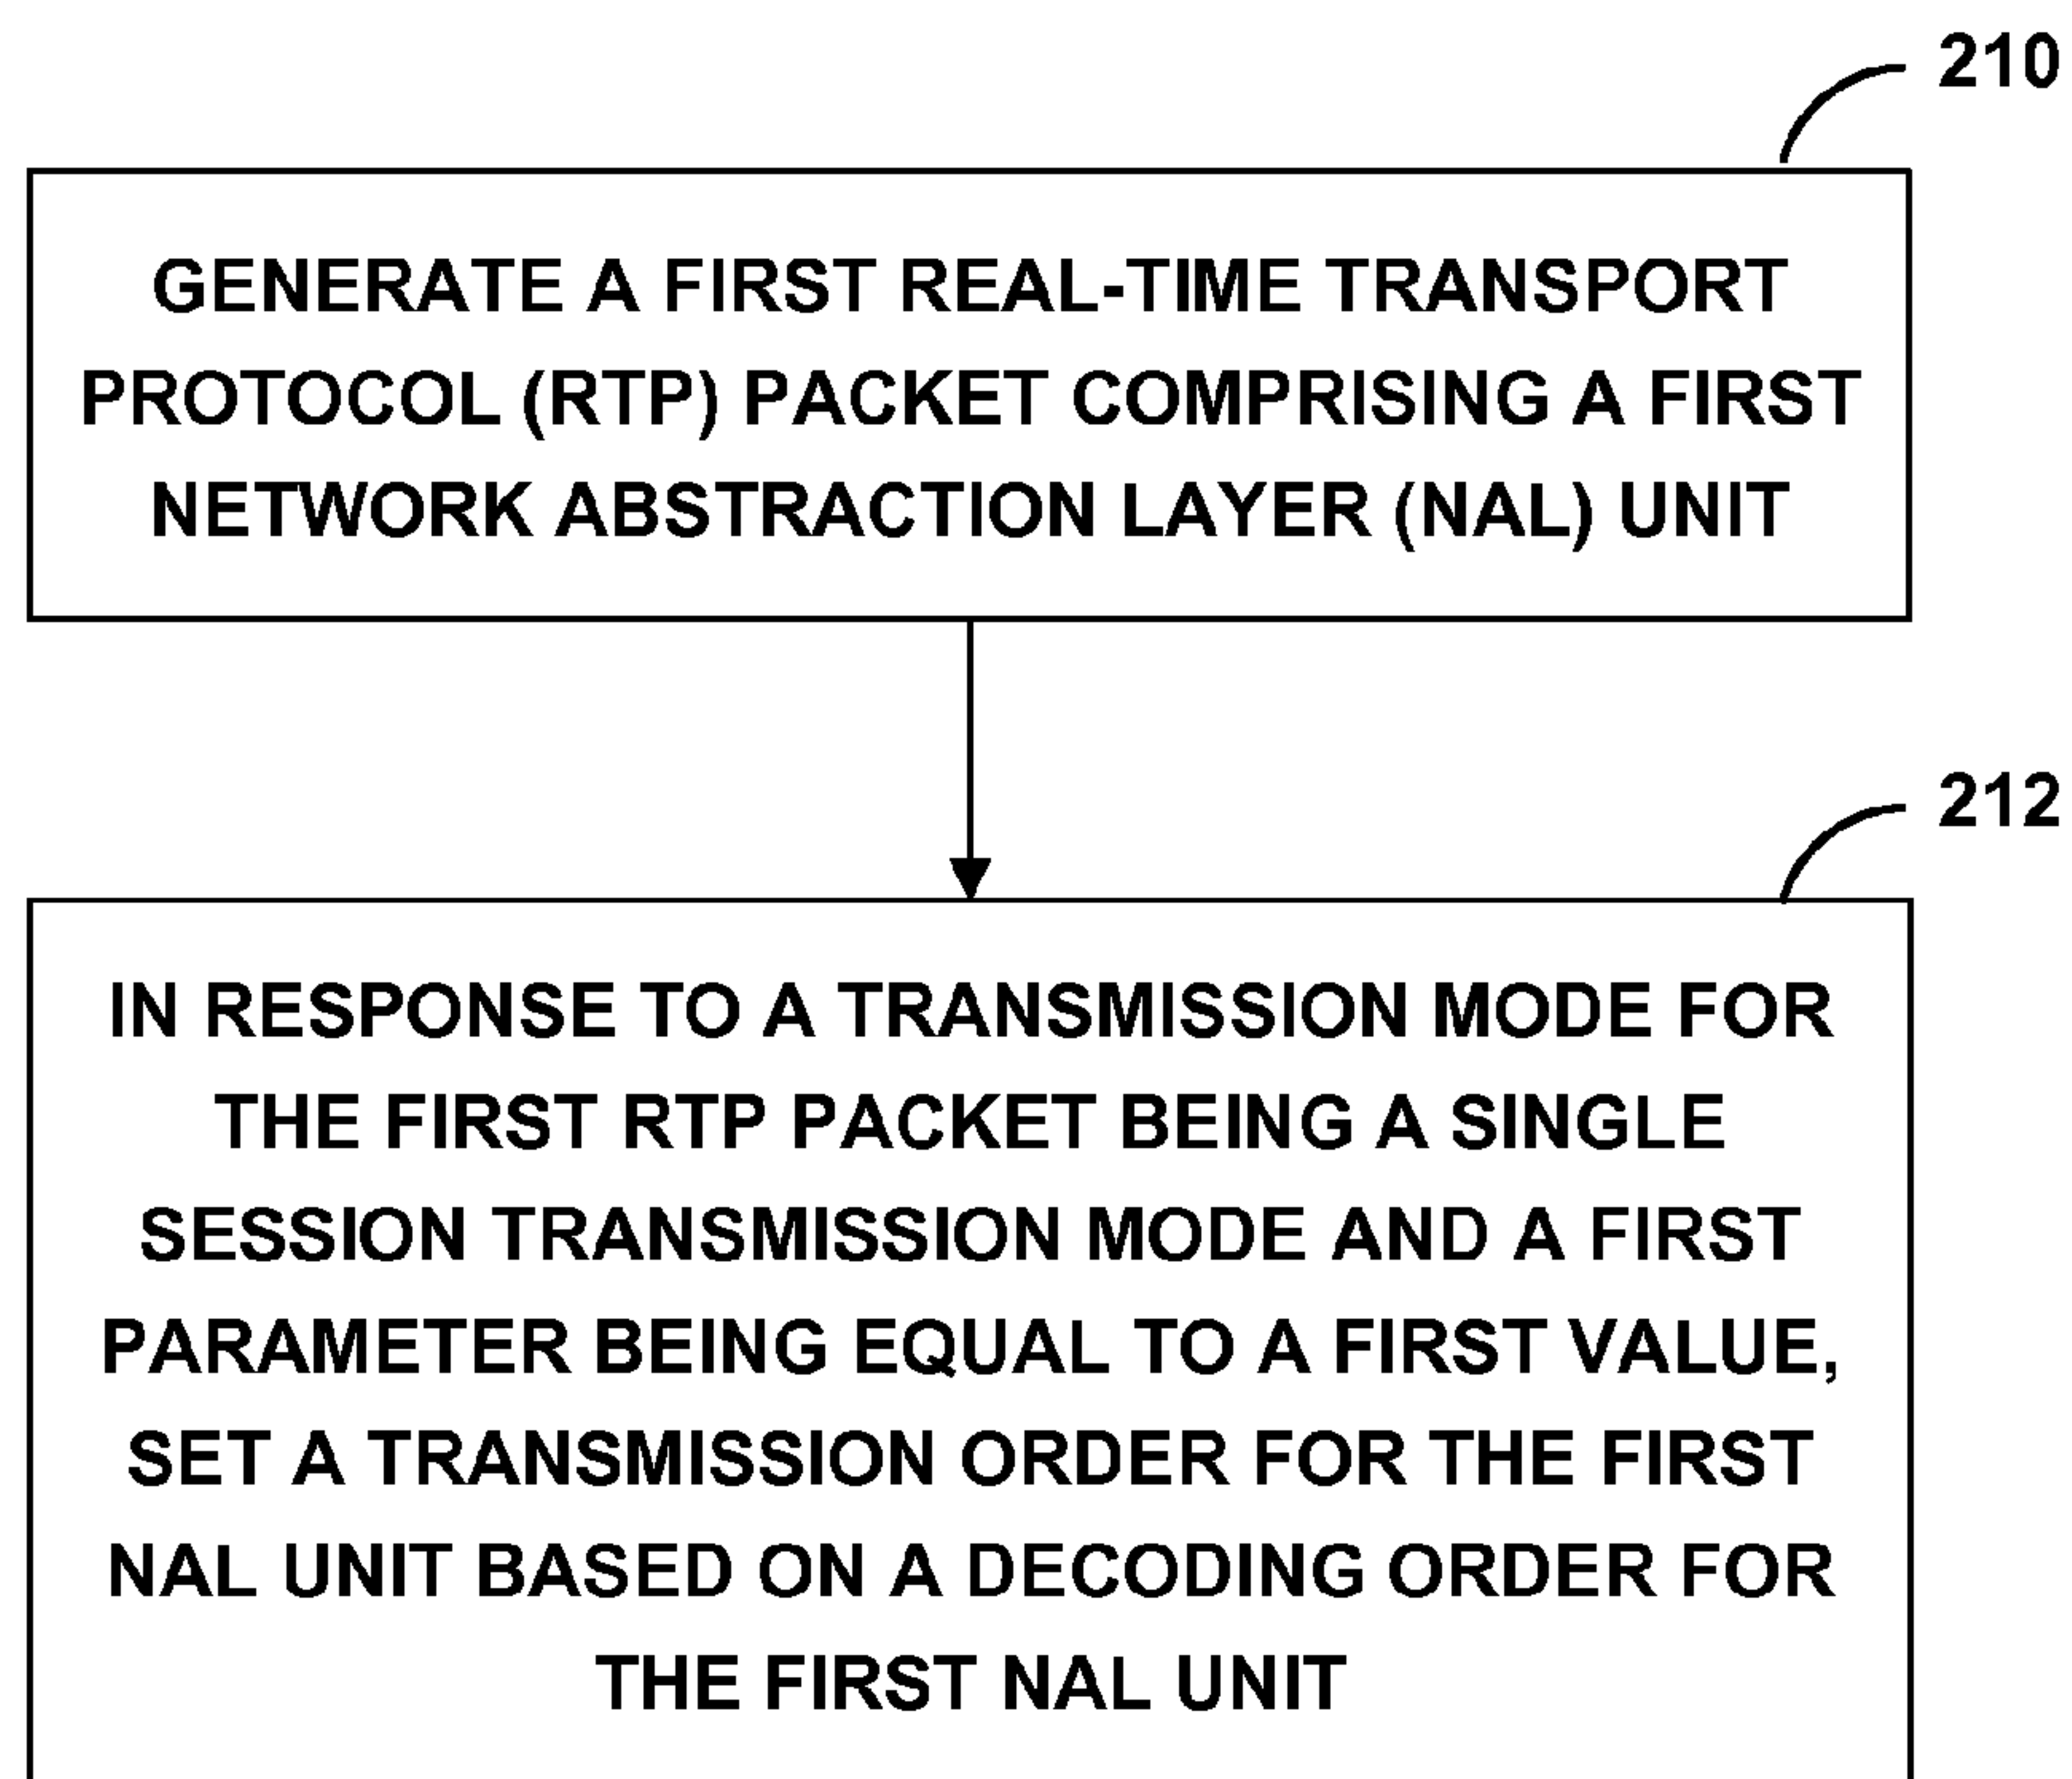 210
GENERATE A FIRST REAL-TIME TRANSPORT
PROTOCOL (RTP) PACKET COMPRISING A FIRST
NETWORK ABSTRACTION LAYER (NAL) UNIT
212
IN RESPONSE TO A TRANSMISSION MODE FOR
THE FIRST RTP PACKET BEING A SINGLE
SESSION TRANSMISSION MODE AND A FIRST
PARAMETER BEING EQUAL TO A FIRST VALUE,
SET A TRANSMISSION ORDER FOR THE FIRST
NAL UNIT BASED ON A DECODING ORDER FOR
THE FIRST NAL UNIT